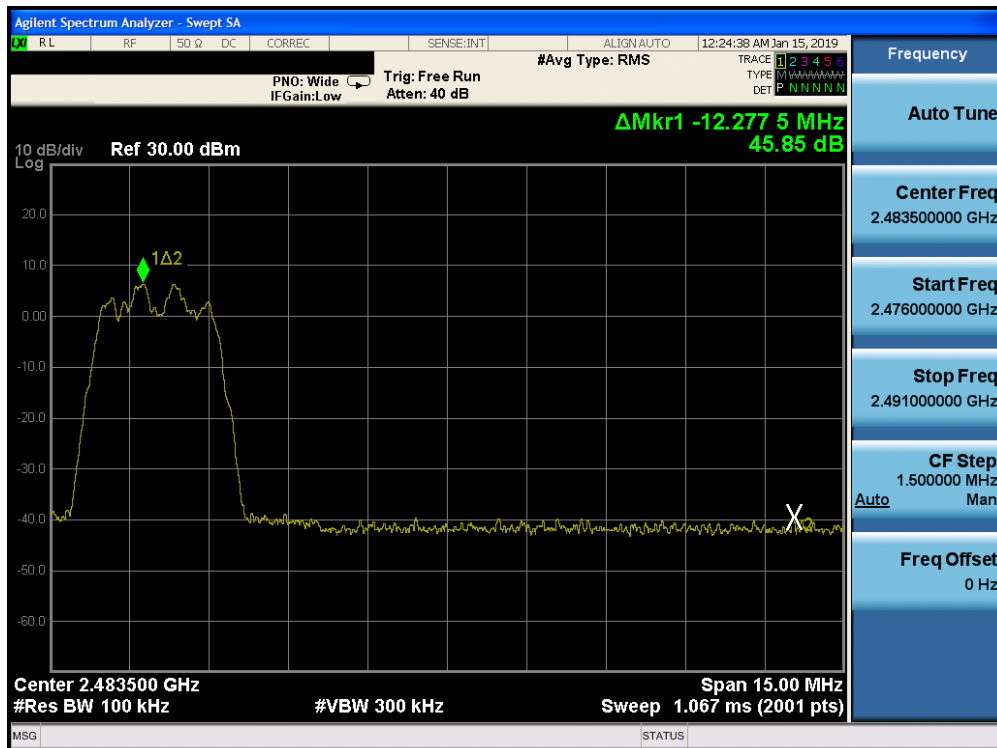 Agilent Spectrum Analyzer - Swept SA
LXI RL RF 50 Ω DC CORREC SENSE:INT ALIGN AUTO 12:24:38 AM Jan 15, 2019
Frequency
#Avg Type: RMS
TRACE 1 2 3 4 5 6
PNO: Wide Trig: Free Run
TYPE M
IFGain:Low Atten: 40 dB
DET P N N N N N
Auto Tune
ΔMkr1 -12.277 5 MHz
10 dB/div Ref 30.00 dBm 45.85 dB
Log
Center Freq
2.483500000 GHz
20.0
1Δ2
10.0
Start Freq
2.476000000 GHz
0.00
-10.0
Stop Freq
2.491000000 GHz
-20.0
CF Step
1.500000 MHz
Auto Man
-30.0
-40.0
X2
Freq Offset
0 Hz
-50.0
-60.0
Center 2.483500 GHz Span 15.00 MHz
#Res BW 100 kHz #VBW 300 kHz Sweep 1.067 ms (2001 pts)
MSG STATUS